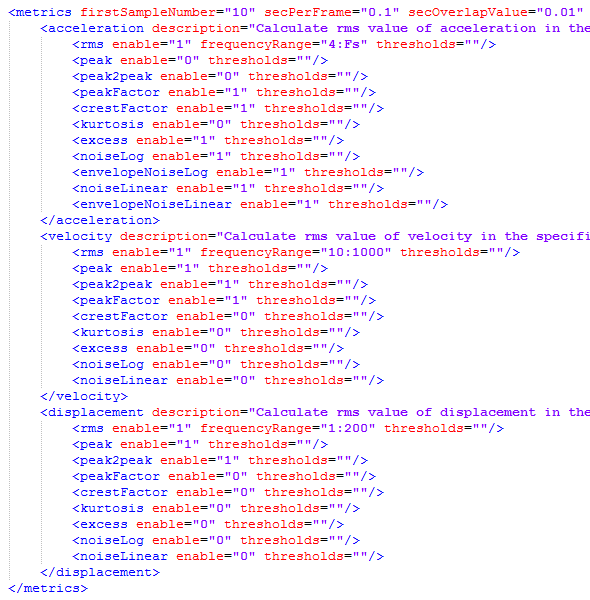 <metrics firstSampleNumber="10" secPerFrame="0.1" secOverlapValue="0.01"
<acceleration description="Calculate rms value of acceleration in the
<rms enable="1" frequencyRange="4:Fs" thresholds=""/>
<peak enable="0" thresholds=""/>
<peak2peak enable="0" thresholds=""/>
<peakFactor enable="1" thresholds=""/>
<crestFactor enable="1" thresholds=""/>
<kurtosis enable="0" thresholds=""/>
<excess enable="1" thresholds=""/>
<noiseLog enable="1" thresholds=""/>
<envelopeNoiseLog enable="1" thresholds=""/>
<noiseLinear enable="1" thresholds=""/>
<envelopeNoiseLinear enable="1" thresholds=""/>
</acceleration>
<velocity description="Calculate rms value of velocity in the specifi
<rms enable="1" frequencyRange="10:1000" thresholds=""/>
<peak enable="1" thresholds=""/>
<peak2peak enable="1" thresholds=""/>
<peakFactor enable="1" thresholds=""/>
<crestFactor enable="0" thresholds=""/>
<kurtosis enable="0" thresholds=""/>
<excess enable="0" thresholds=""/>
<noiseLog enable="0" thresholds=""/>
<noiseLinear enable="0" thresholds=""/>
</velocity>
<displacement description="Calculate rms value of displacement in the
<rms enable="1" frequencyRange="1:200" thresholds=""/>
<peak enable="1" thresholds=""/>
<peak2peak enable="1" thresholds=""/>
<peakFactor enable="0" thresholds=""/>
<crestFactor enable="0" thresholds=""/>
<kurtosis enable="0" thresholds=""/>
<excess enable="0" thresholds=""/>
<noiseLog enable="0" thresholds=""/>
<noiseLinear enable="0" thresholds=""/>
</displacement>
</metrics>